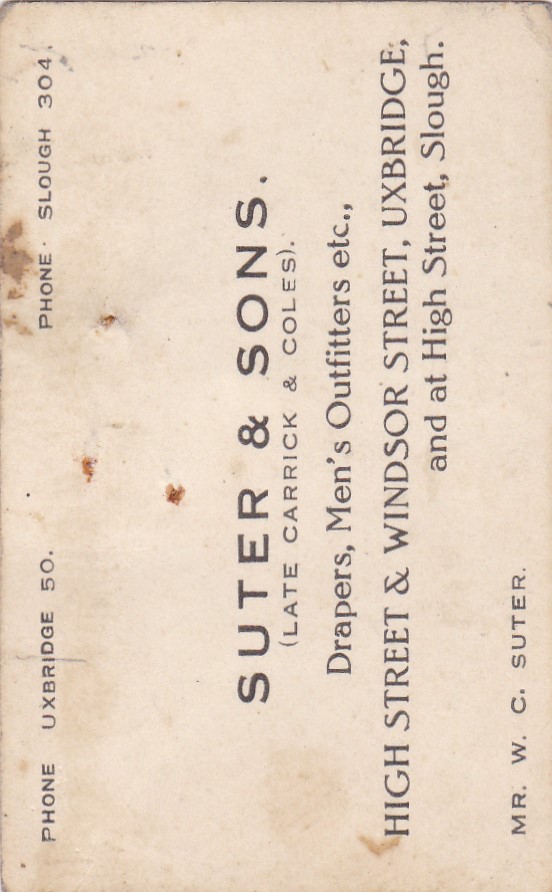 PHONE UXBRIDGE 50.
PHONE· SLOUGH 304.
SUTER & SONS.
(LATE CARRICK & COLES).
Drapers, Men's Outfitters etc.,
HIGH STREET & WINDSOR STREET, UXBRIDGE,
and at High Street, Slough.
MR. W. C. SUTER.